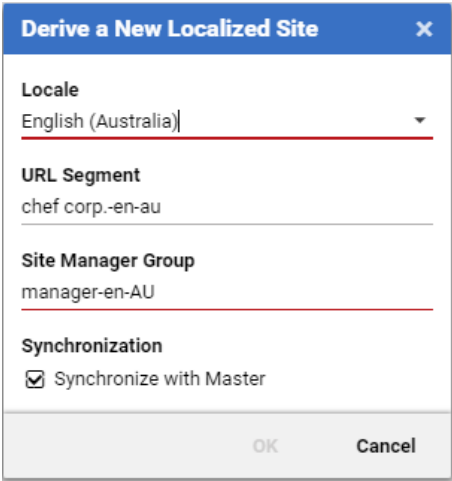 Derive a New Localized Site
Locale
English (Australia)
URL Segment
chef corp.-en-au
Site Manager Group
manager-en-AU
Synchronization
Synchronize with Master
OK
Cancel